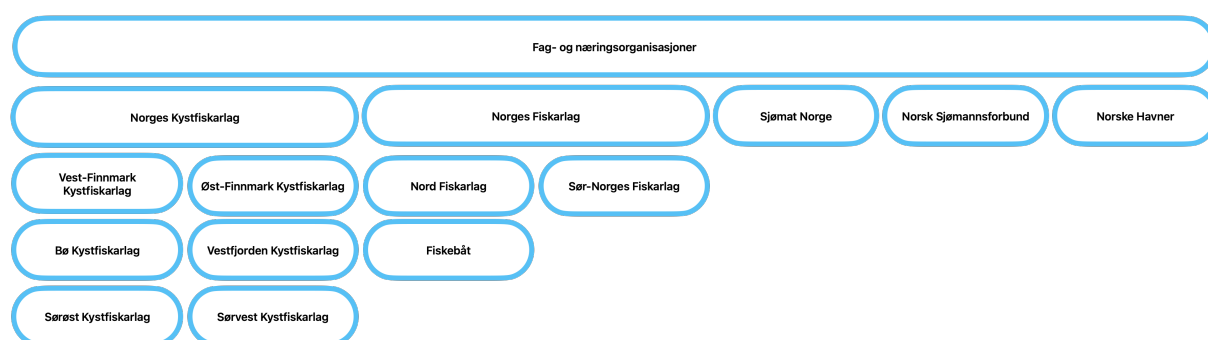 Fag- og næringsorganisasjoner
Norges Kystfiskarlag
Norges Fiskarlag
Sjømat Norge
Norsk Sjømannsforbund
Norske Havner
Vest-Finnmark
Kystfiskarlag
Øst-Finnmark Kystfiskarlag
Nord Fiskarlag
Sør-Norges Fiskarlag
Bø Kystfiskarlag
Vestfjorden Kystfiskarlag
Fiskebåt
Sørøst Kystfiskarlag
Sørvest Kystfiskarlag